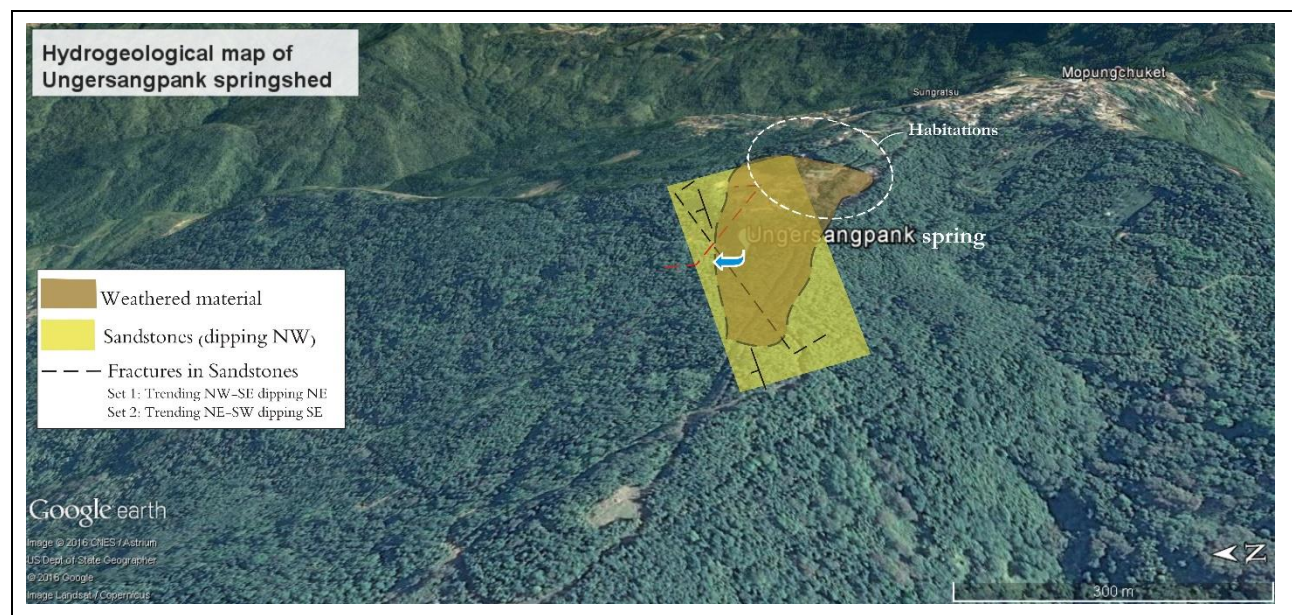 Hydrogeological map of
Ungersangpank springshed
Mopungchuket
Sungratsu
Habitations
Ungersangpank spring
Weathered material
Sandstones (dipping NW)
Fractures in Sandstones
Set 1: Trending NW-SE dipping NE
Set 2: Trending NE-SW dipping SE
Google earth
Image © 2016 CNES / Astrium
US Dept of State Geographer
© 2016 Google
Image Landsat / Copernicus
N
300 m